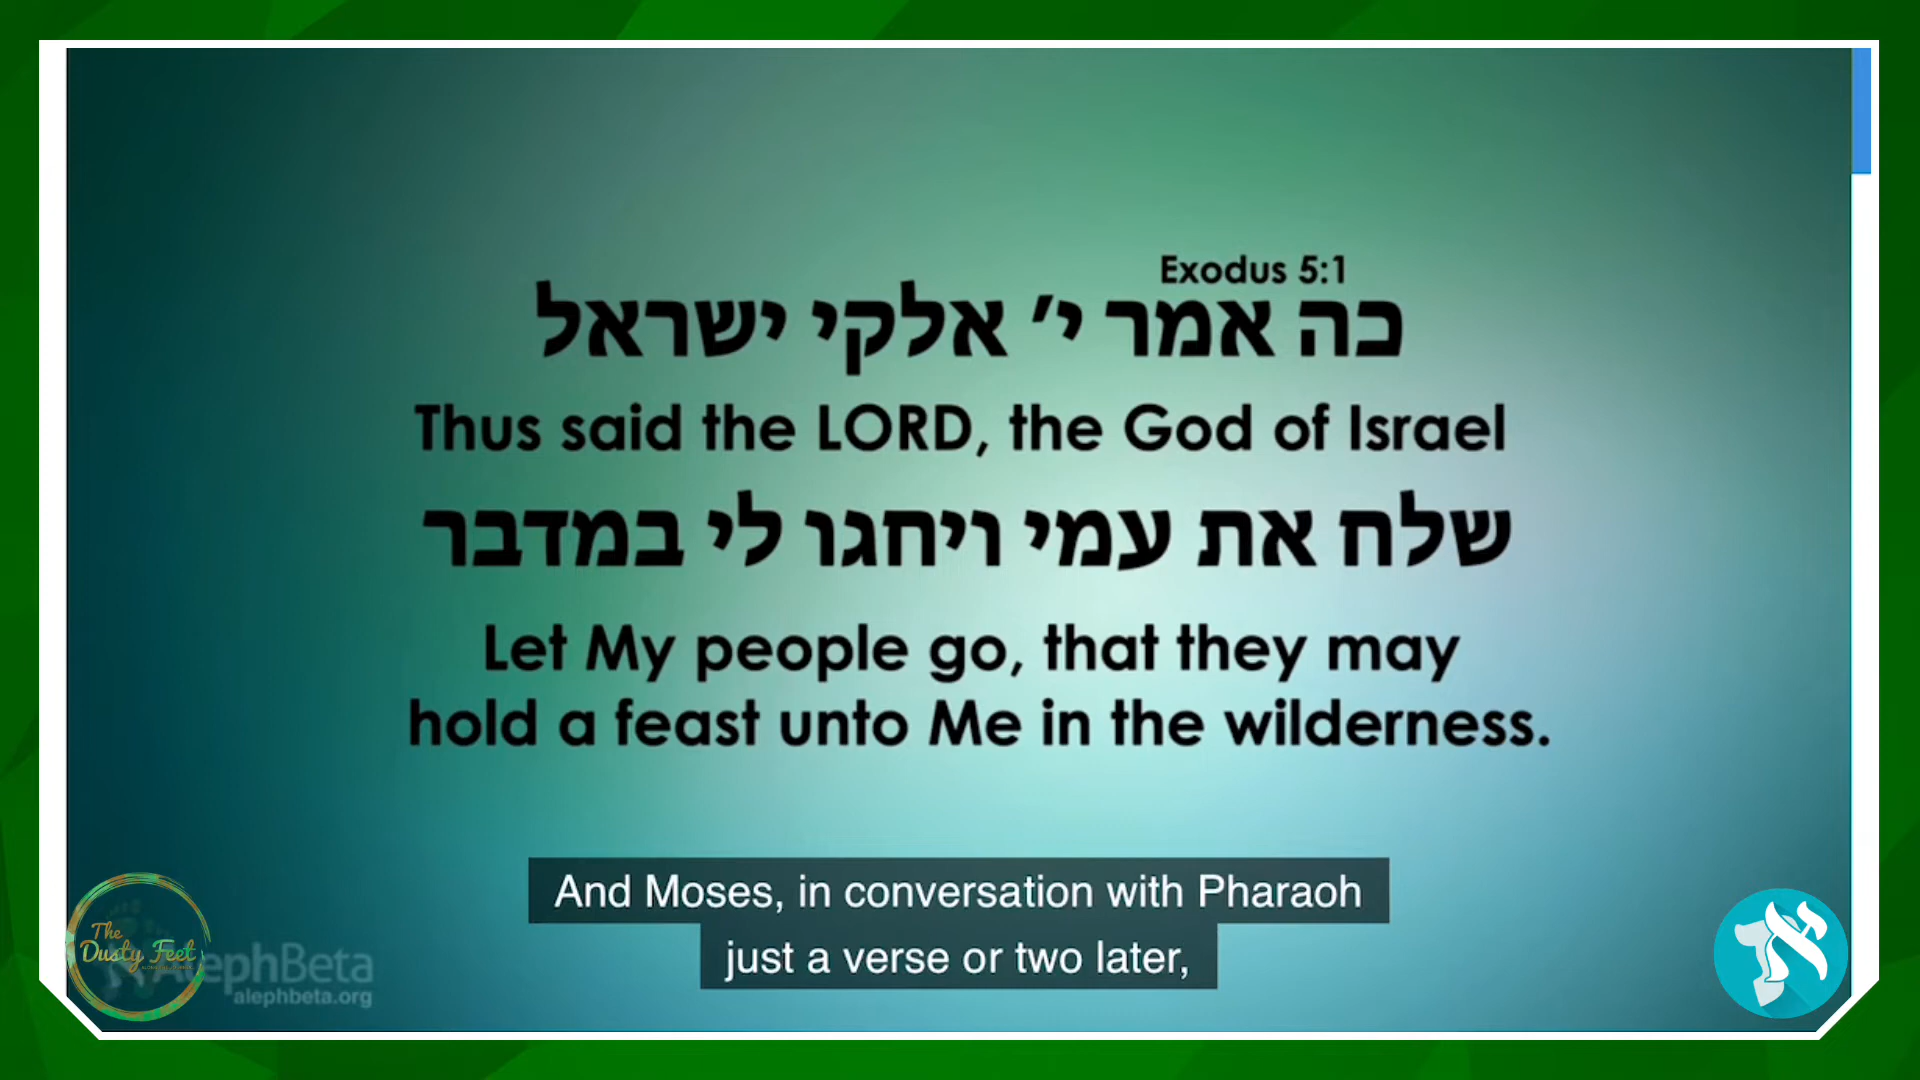 Exodus 5:1
כה אמר י׳ אלקי ישראל
Thus said the LORD, the God of Israel
שלח את עמי ויחגו לי במדבר
Let My people go, that they may
hold a feast unto Me in the wilderness.
And Moses, in conversation with Pharaoh
just a verse or two later,
The
Dusty Feet
ephBeta
alephbeta.org
א